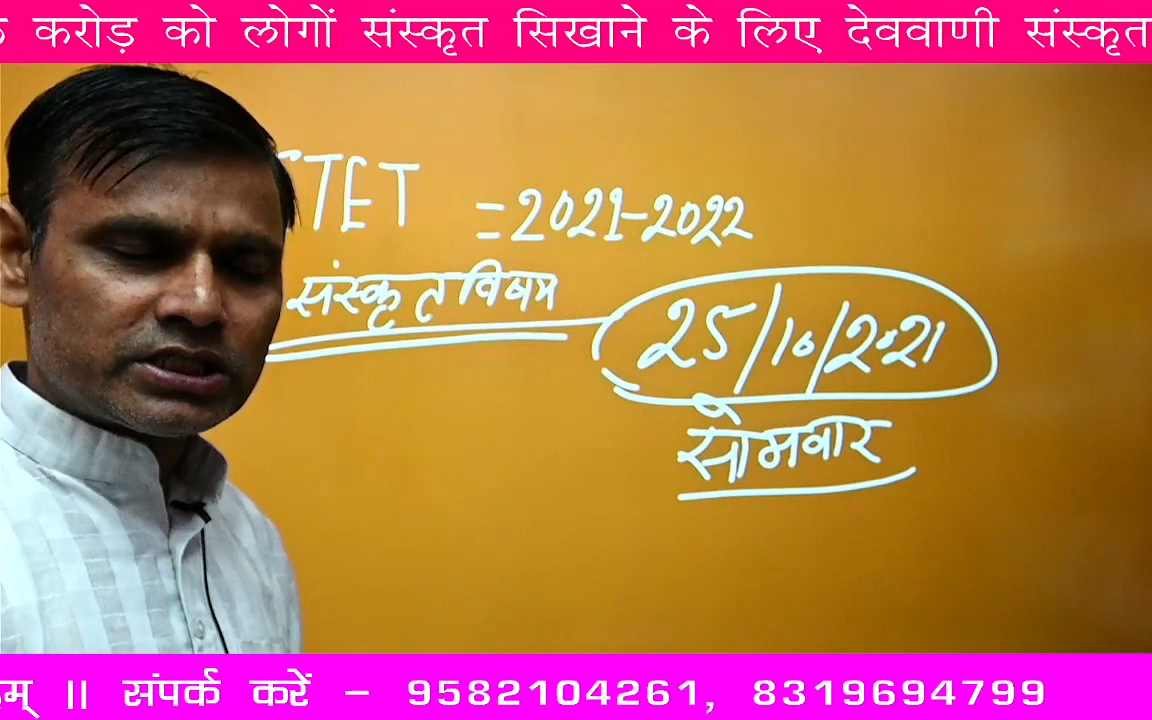 करोड़ को लोगों संस्कृत सिखाने के लिए देववाणी संस्कृत
TET = 2021-2022
संस्कृत विषय
25/10/2021
सोमवार
॥ संपर्क करें - 9582104261, 8319694799